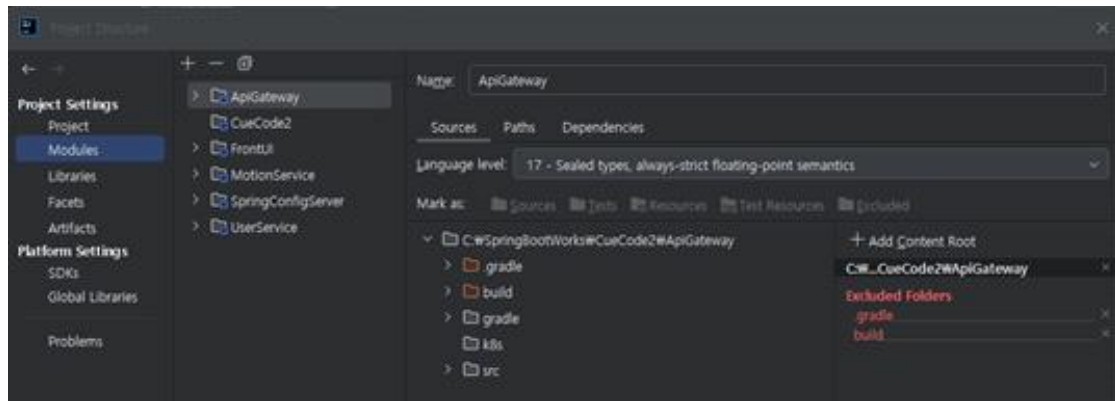 Project Structure
Project Settings
Project
Modules
Libraries
Facets
Artifacts
Platform Settings
SDKs
Global Libraries
Problems
ApiGateway
CueCode2
FrontUI
MotionService
SpringConfigServer
UserService
Name: ApiGateway
Sources Paths Dependencies
Language level: 17 - Sealed types, always-strict floating-point semantics
Mark as: Sources Tests Resources Test Resources Excluded
C:₩SpringBootWorks₩CueCode2₩ApiGateway
.gradle
build
gradle
k8s
src
+ Add Content Root
C:₩...CueCode2₩ApiGateway
Excluded Folders
.gradle
build